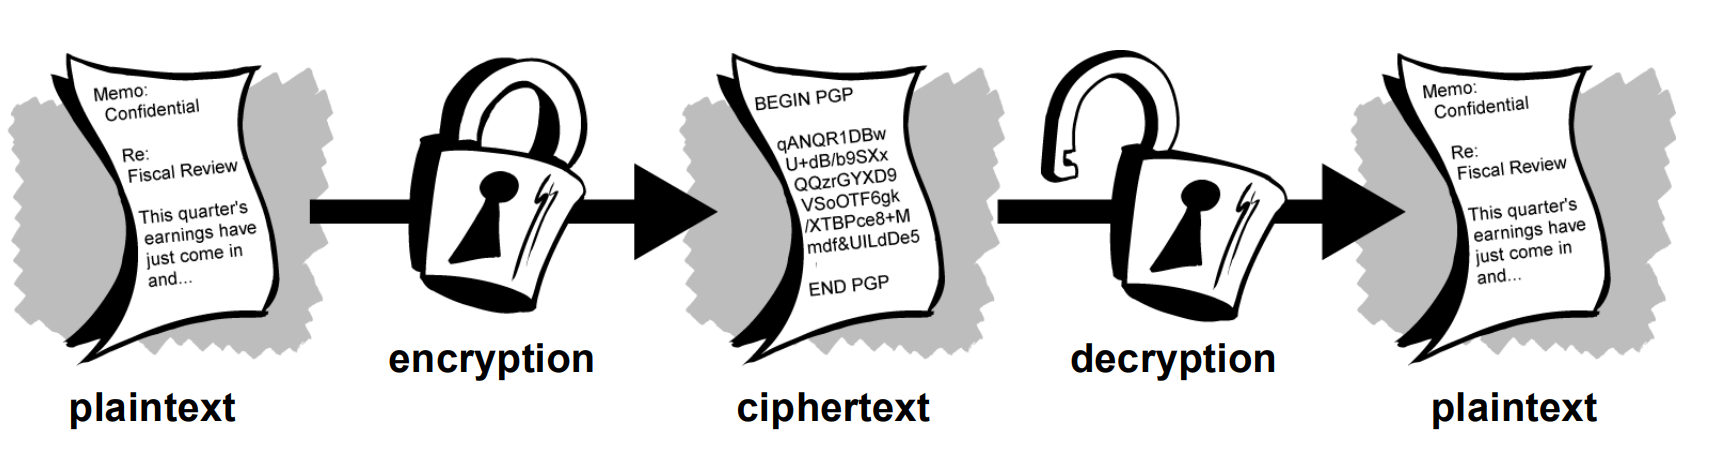 Memo:
Confidential
Re:
Fiscal Review
This quarter's
earnings have
just come in
and...
plaintext
encryption
BEGIN PGP
qANQR1DBw
U+dB/b9SXx
QQzrGYXD9
VSoOTF6gk
/XTBPce8+M
mdf&UILdDe5
END PGP
ciphertext
decryption
Memo:
Confidential
Re:
Fiscal Review
This quarter's
earnings have
just come in
and...
plaintext